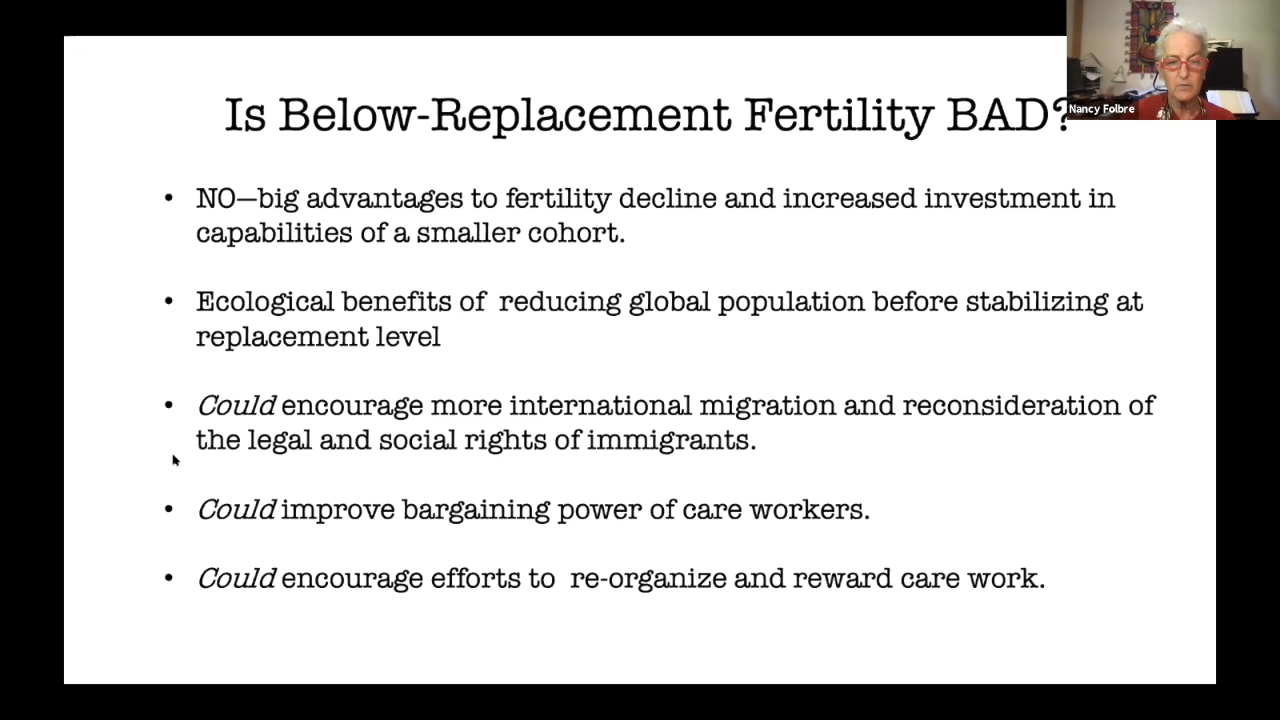 Is Below-Replacement Fertility BAD?
Nancy Folbre
• NO—big advantages to fertility decline and increased investment in
capabilities of a smaller cohort.
• Ecological benefits of  reducing global population before stabilizing at
replacement level
• Could encourage more international migration and reconsideration of
the legal and social rights of immigrants.
• Could improve bargaining power of care workers.
• Could encourage efforts to  re-organize and reward care work.